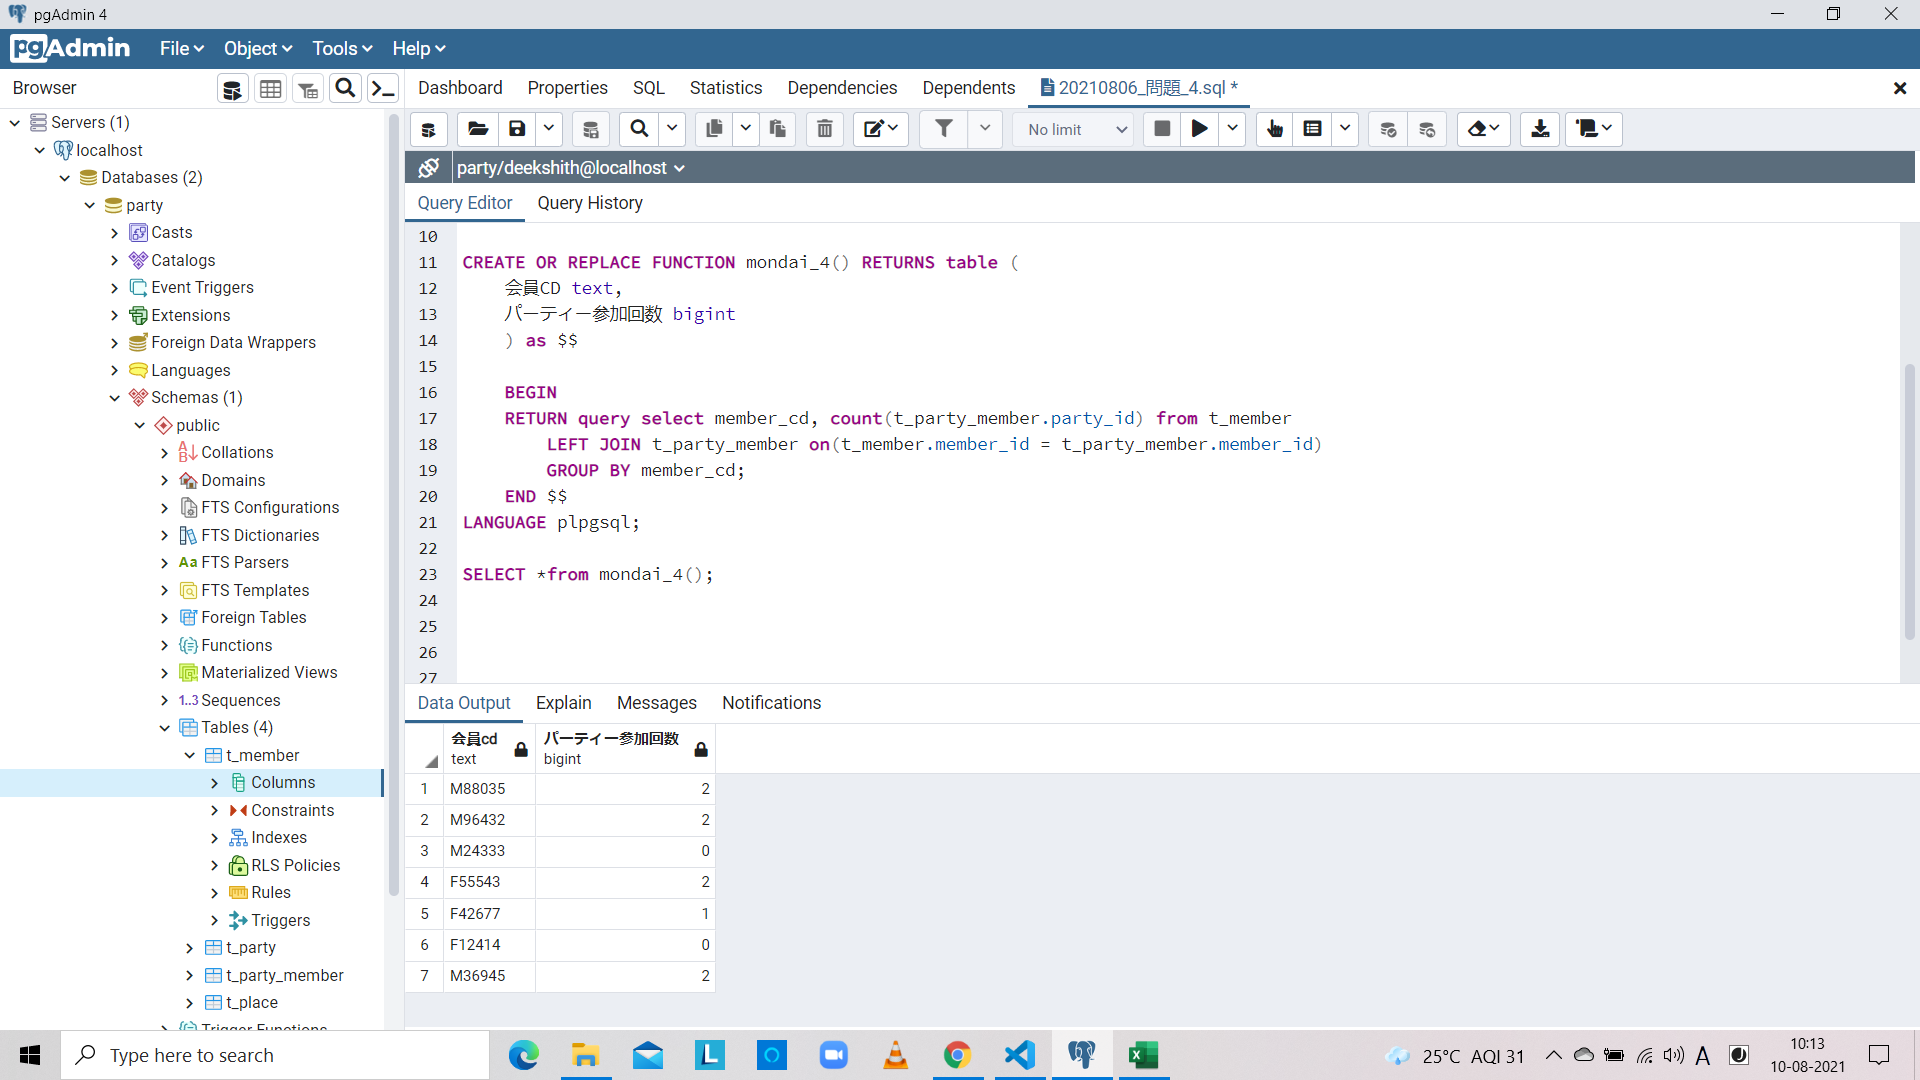 pgAdmin 4
pgAdmin File Object Tools Help
Browser
Dashboard Properties SQL Statistics Dependencies Dependents 20210806_問題_4.sql *
No limit
party/deekshith@localhost
Query Editor Query History
Servers (1)
localhost
Databases (2)
party
Casts
Catalogs
Event Triggers
Extensions
Foreign Data Wrappers
Languages
Schemas (1)
public
Collations
Domains
FTS Configurations
FTS Dictionaries
Aa FTS Parsers
FTS Templates
Foreign Tables
Functions
Materialized Views
1..3 Sequences
Tables (4)
t_member
Columns
Constraints
Indexes
RLS Policies
Rules
Triggers
t_party
t_party_member
t_place
Trigger Functions
10
11 CREATE OR REPLACE FUNCTION mondai_4() RETURNS table (
12 会員CD text,
13 パーティー参加回数 bigint
14 ) as $$
15
16 BEGIN
17 RETURN query select member_cd, count(t_party_member.party_id) from t_member
18 LEFT JOIN t_party_member on(t_member.member_id = t_party_member.member_id)
19 GROUP BY member_cd;
20 END $$
21 LANGUAGE plpgsql;
22
23 SELECT *from mondai_4();
24
25
26
27
Data Output Explain Messages Notifications
会員cd パーティー参加回数
text bigint
1 M88035 2
2 M96432 2
3 M24333 0
4 F55543 2
5 F42677 1
6 F12414 0
7 M36945 2
Type here to search
25°C AQI 31
A
10:13
10-08-2021